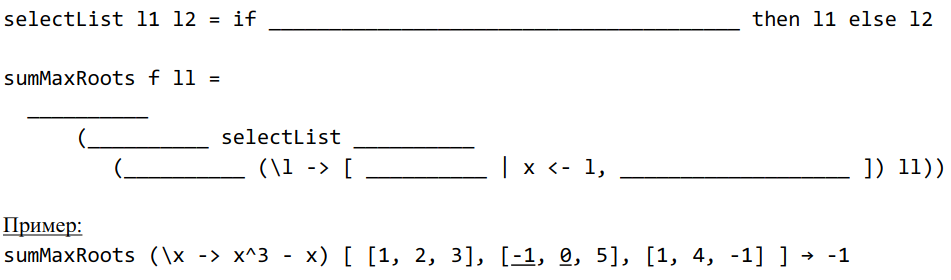 selectList l1 l2 = if _______________________________________ then l1 else l2
sumMaxRoots f ll =
__________
(__________ selectList __________
(__________ (\l -> [ __________ | x <- l, ___________________ ]) ll))
Пример:
sumMaxRoots (\x -> x^3 - x) [ [1, 2, 3], [-1, 0, 5], [1, 4, -1] ] → -1